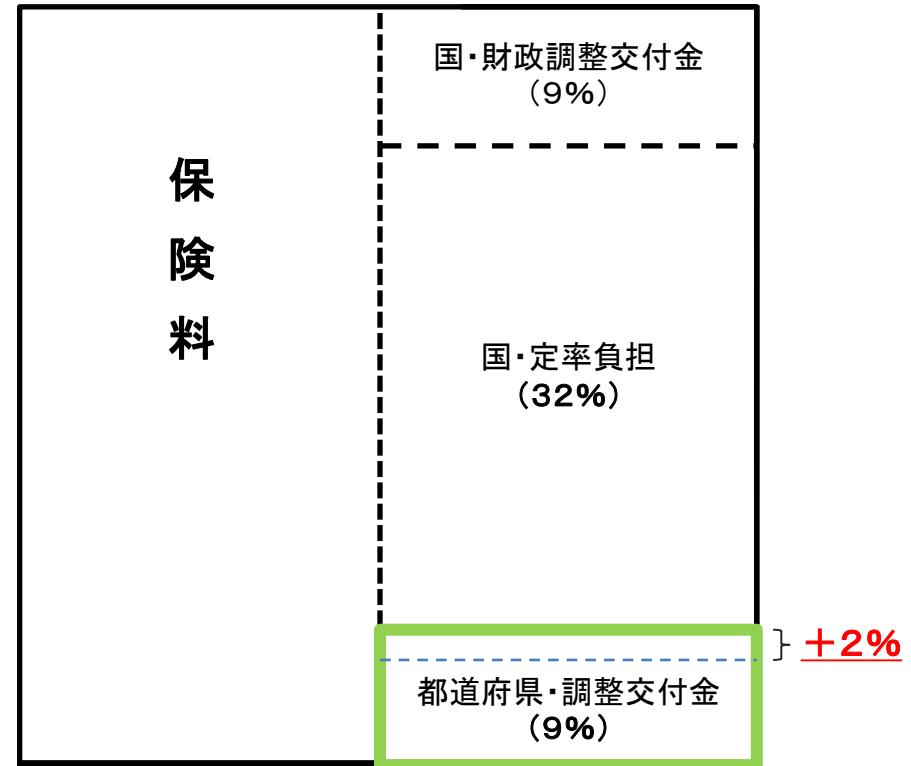 保
険
料
国・財政調整交付金
（９％）
国・定率負担
（３２％）
＋２％
都道府県・調整交付金
（９％）